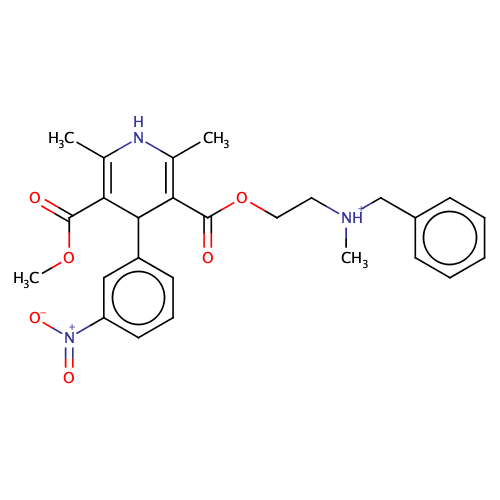 H
H₃C N CH₃
O O
NH⁺
O O CH₃
H₃C
O⁻
N⁺
O